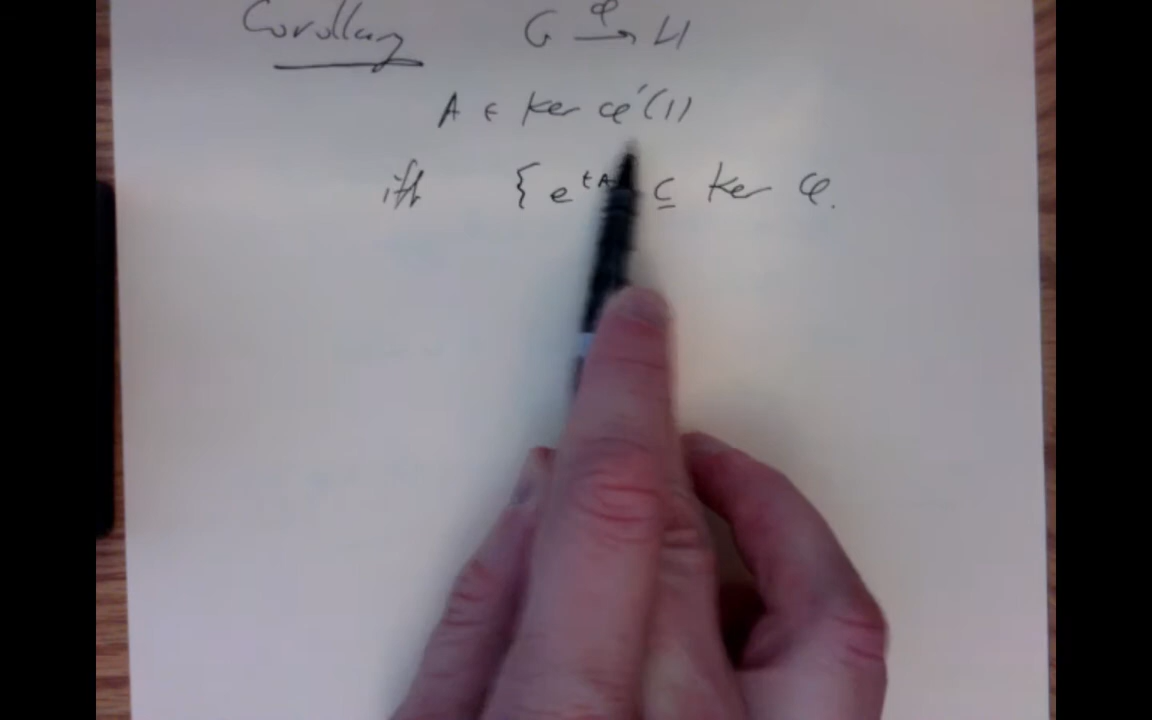 Corollary G →^φ H
A ∈ ker φ'(1)
iff { e^{tA} ⊆ ker φ.